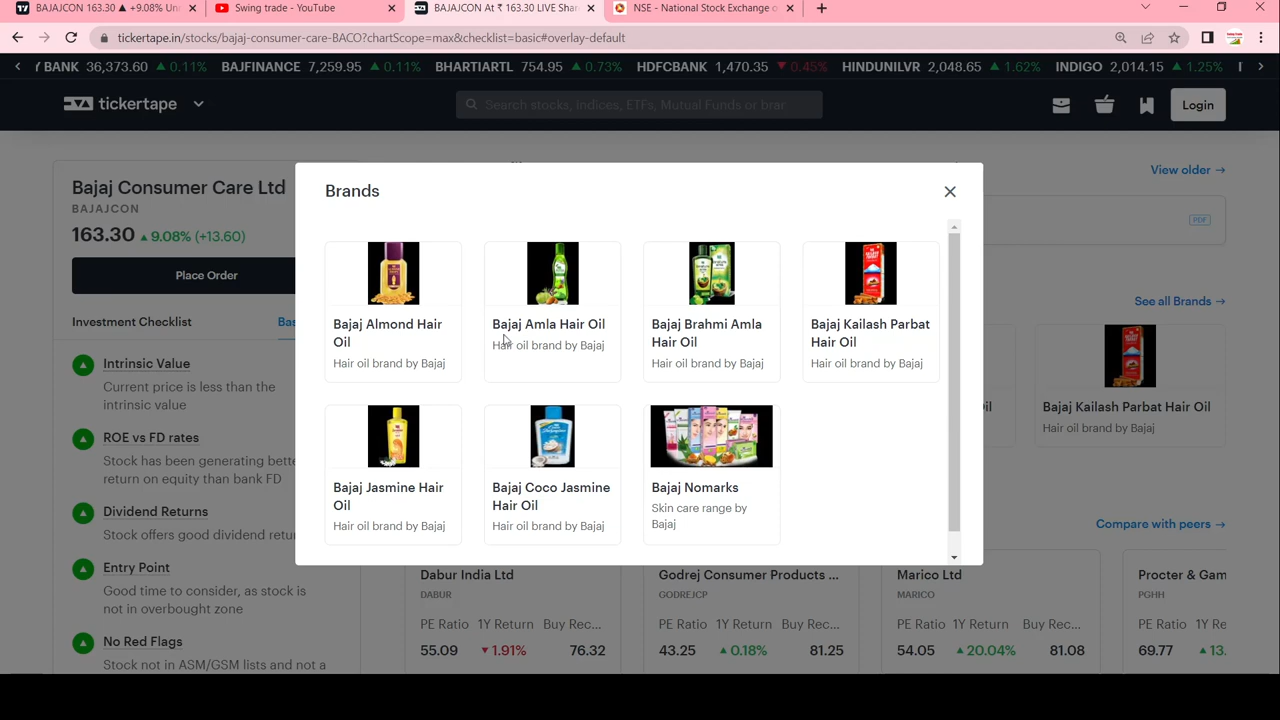 BAJAJCON 163.30 ▲ +9.08% Un
Swing trade - YouTube
BAJAJCON At ₹ 163.30 LIVE Shar
NSE - National Stock Exchange o
tickertape.in/stocks/bajaj-consumer-care-BACO?chartScope=max&checklist=basic#overlay-default
Y BANK 36,373.60 ▲ 0.11% BAJFINANCE 7,259.95 ▲ 0.11% BHARTIARTL 754.95 ▲ 0.73% HDFCBANK 1,470.35 ▼ 0.45% HINDUNILVR 2,048.65 ▲ 1.62% INDIGO 2,014.15 ▲ 1.25%
tickertape
Search stocks, indices, ETFs, Mutual Funds or brar
Login
Bajaj Consumer Care Ltd
BAJAJCON
163.30 ▲ 9.08% (+13.60)
Place Order
Investment Checklist
Bas
Intrinsic Value
Current price is less than the
intrinsic value
ROE vs FD rates
Stock has been generating bette
return on equity than bank FD
Dividend Returns
Stock offers good dividend retur
Entry Point
Good time to consider, as stock is
not in overbought zone
No Red Flags
Stock not in ASM/GSM lists and not a
Brands
Bajaj Almond Hair
Oil
Hair oil brand by Bajaj
Bajaj Amla Hair Oil
Hair oil brand by Bajaj
Bajaj Brahmi Amla
Hair Oil
Hair oil brand by Bajaj
Bajaj Kailash Parbat
Hair Oil
Hair oil brand by Bajaj
Bajaj Jasmine Hair
Oil
Hair oil brand by Bajaj
Bajaj Coco Jasmine
Hair Oil
Hair oil brand by Bajaj
Bajaj Nomarks
Skin care range by
Bajaj
View older →
PDF
See all Brands →
Oil
Bajaj Kailash Parbat Hair Oil
Hair oil brand by Bajaj
Compare with peers →
Dabur India Ltd
DABUR
PE Ratio 1Y Return Buy Rec...
55.09 ▼ 1.91% 76.32
Godrej Consumer Products ...
GODREJCP
PE Ratio 1Y Return Buy Rec...
43.25 ▲ 0.18% 81.25
Marico Ltd
MARICO
PE Ratio 1Y Return Buy Rec...
54.05 ▲ 20.04% 81.08
Procter & Gam
PGHH
PE Ratio 1Y Retu
69.77 ▲ 13.